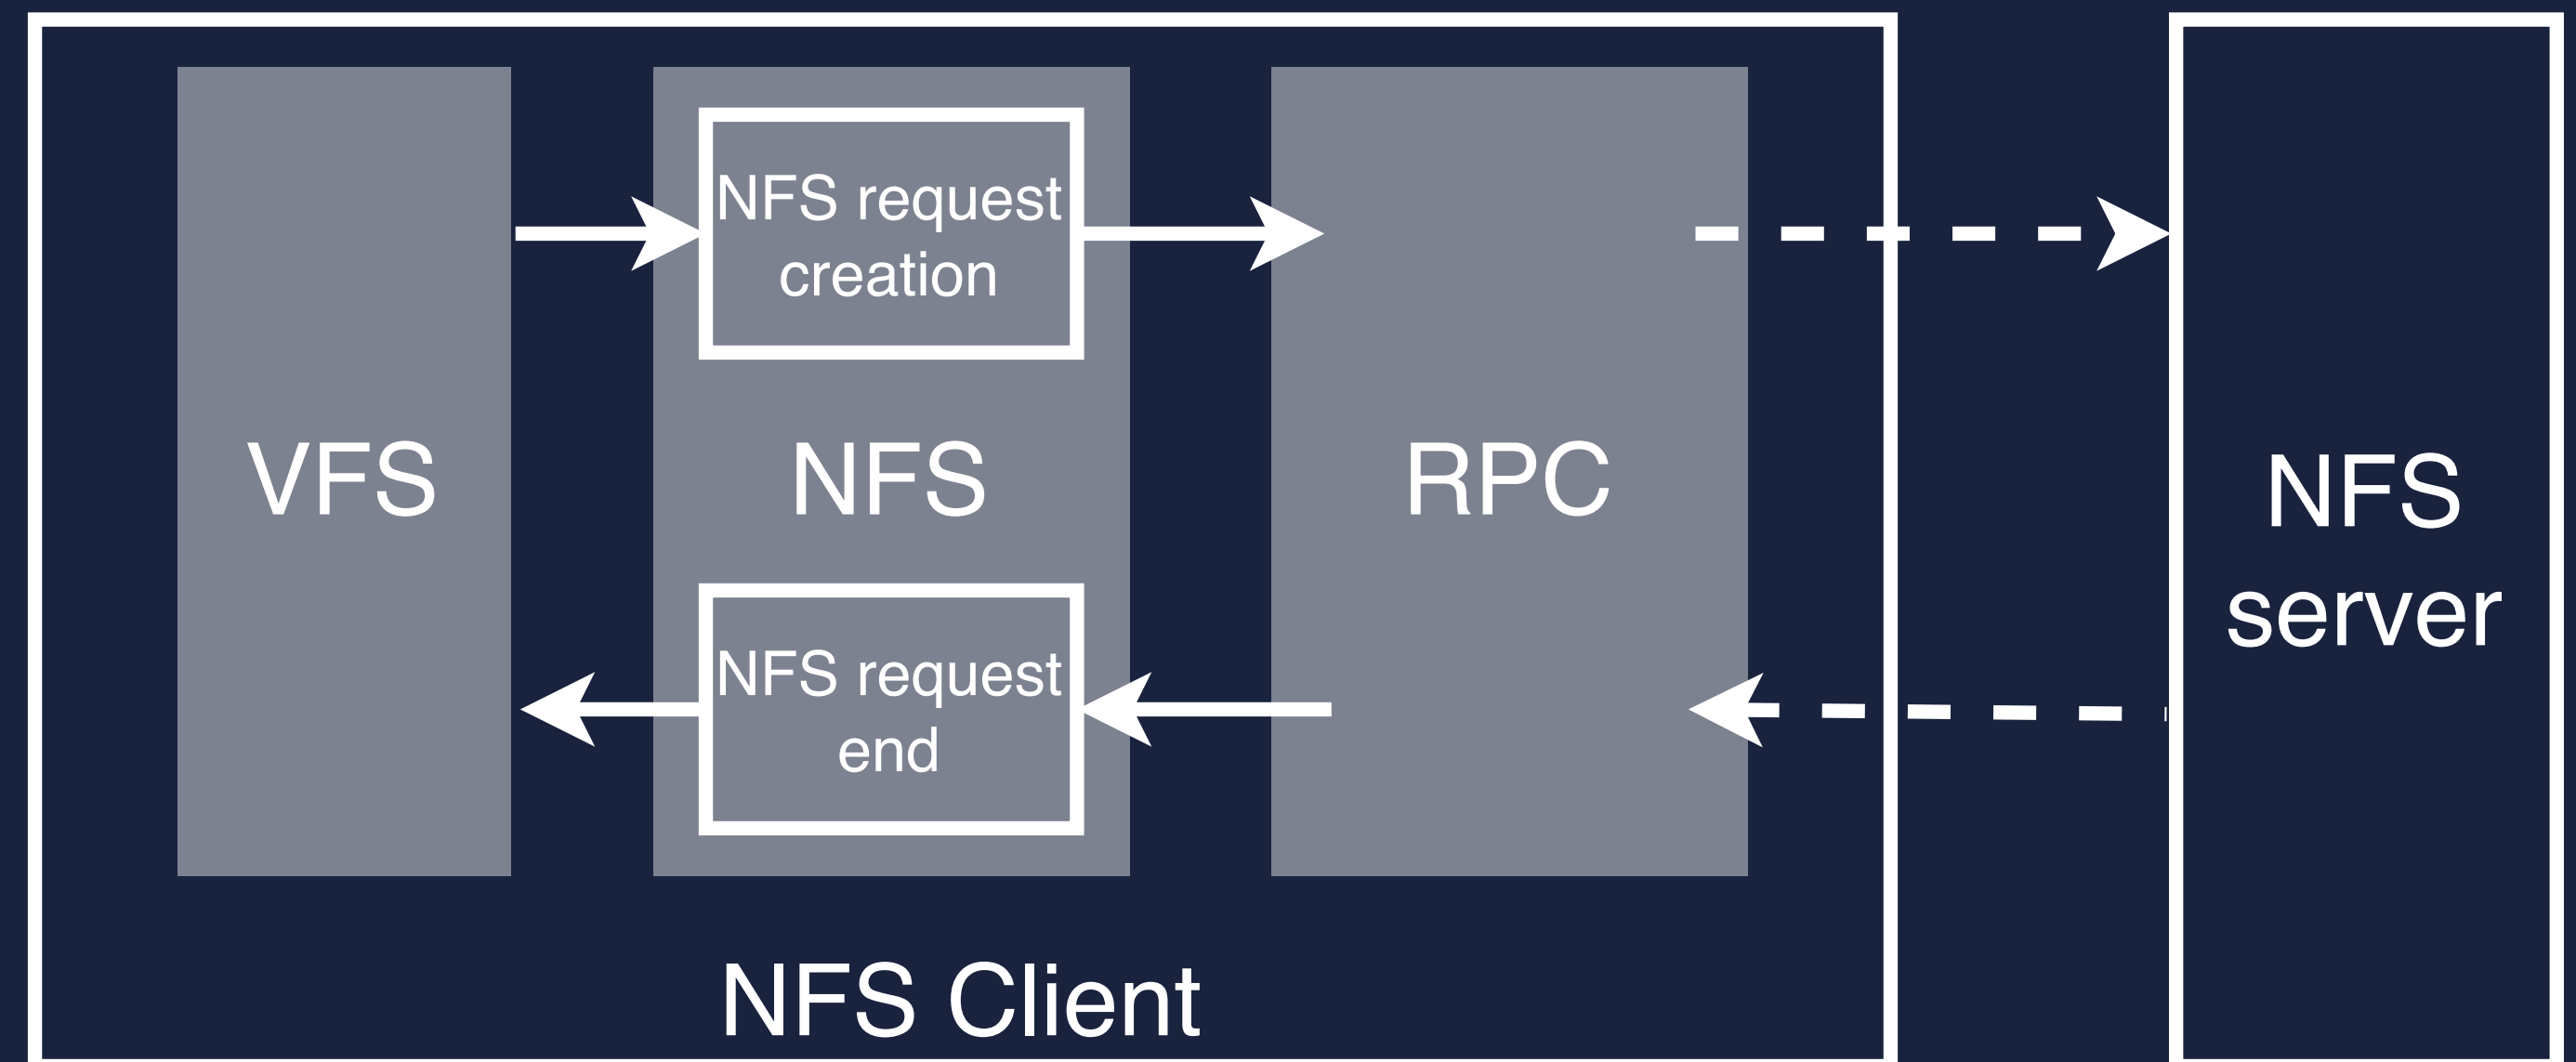 VFS
NFS request
creation
NFS
NFS request
end
RPC
NFS Client
NFS
server